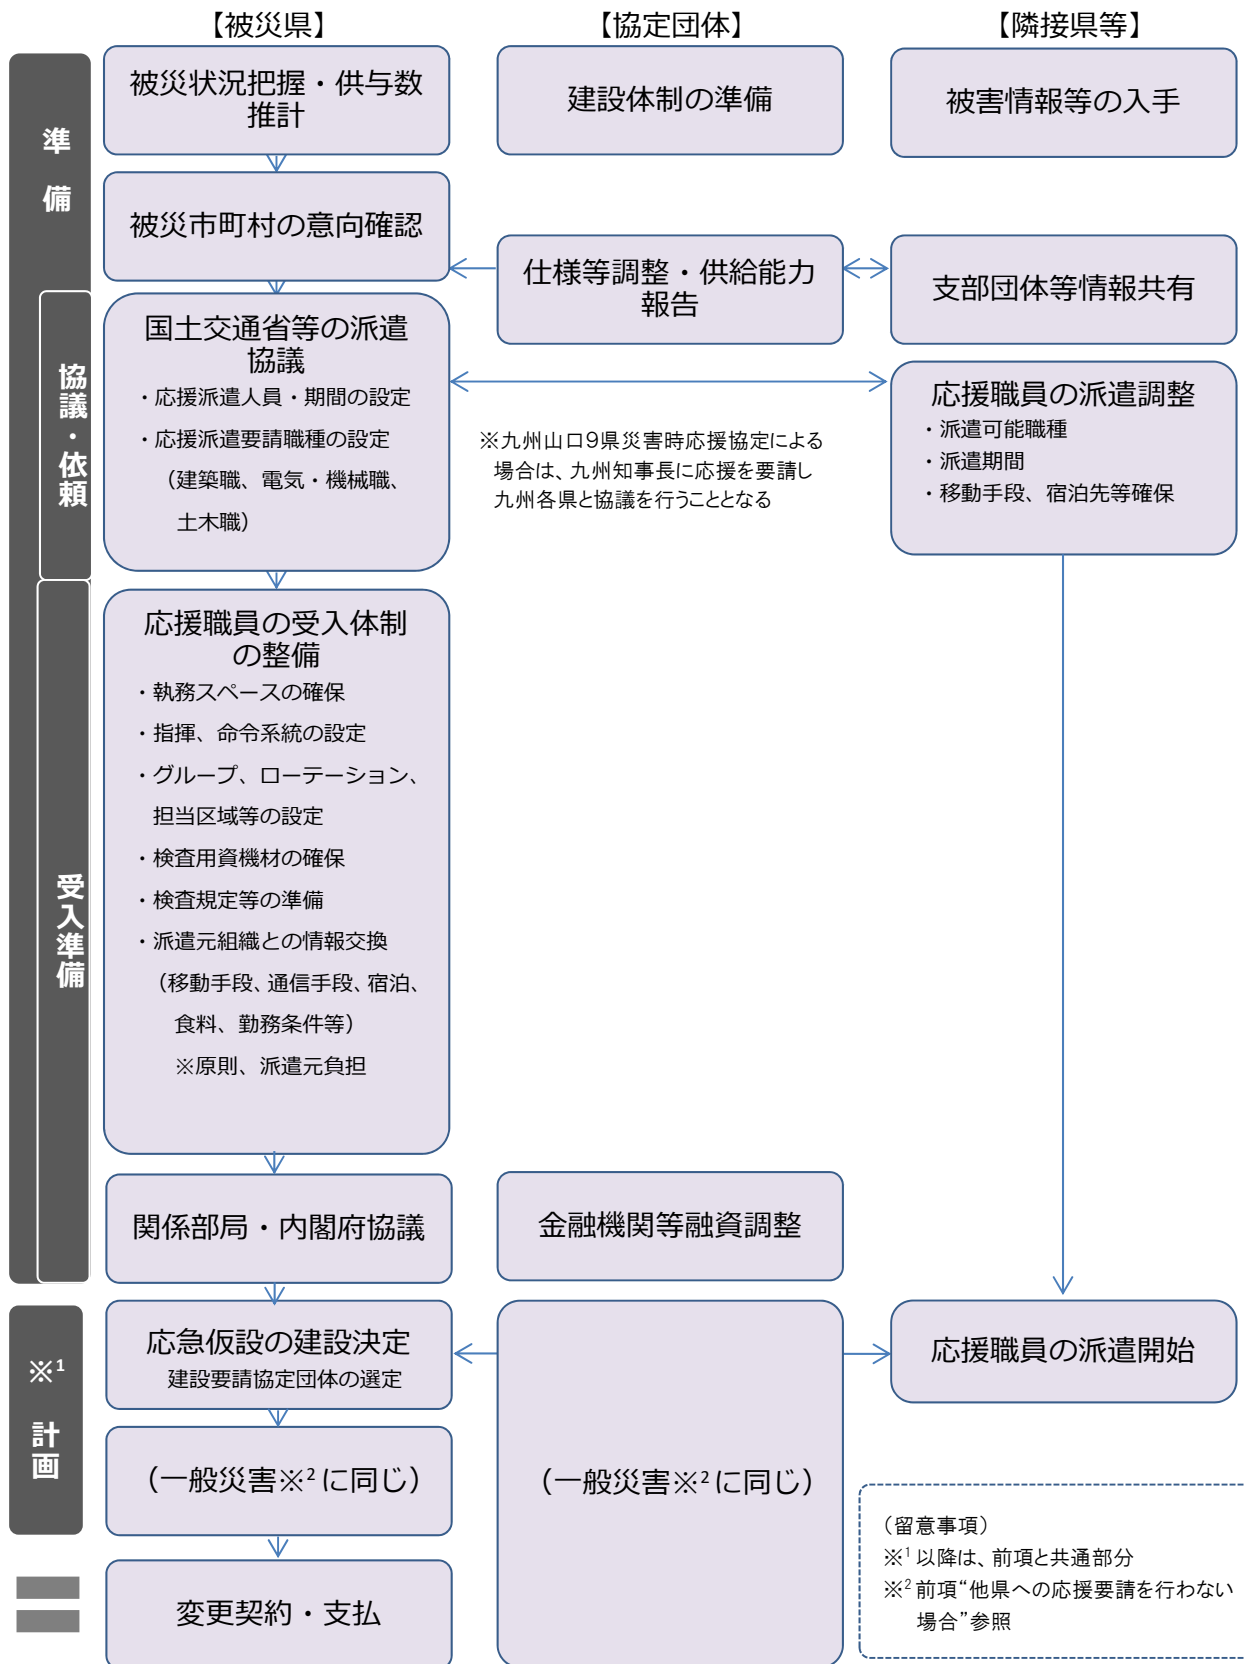 【被災県】
【協定団体】
【隣接県等】
準
備
被災状況把握・供与数
推計
建設体制の準備
被害情報等の入手
被災市町村の意向確認
仕様等調整・供給能力
報告
支部団体等情報共有
協議・依頼
国土交通省等の派遣
協議
・応援派遣人員・期間の設定
・応援派遣要請職種の設定
（建築職、電気・機械職、
土木職）
※九州山口9県災害時応援協定による
場合は、九州知事長に応援を要請し
九州各県と協議を行うこととなる
応援職員の派遣調整
・派遣可能職種
・派遣期間
・移動手段、宿泊先等確保
受入準備
応援職員の受入体制
の整備
・執務スペースの確保
・指揮、命令系統の設定
・グループ、ローテーション、
担当区域等の設定
・検査用資機材の確保
・検査規定等の準備
・派遣元組織との情報交換
（移動手段、通信手段、宿泊、
食料、勤務条件等）
※原則、派遣元負担
関係部局・内閣府協議
金融機関等融資調整
※1
計
画
応急仮設の建設決定
建設要請協定団体の選定
応援職員の派遣開始
（一般災害※2に同じ）
（一般災害※2に同じ）
変更契約・支払
（留意事項）
※1以降は、前項と共通部分
※2前項“他県への応援要請を行わない
場合”参照